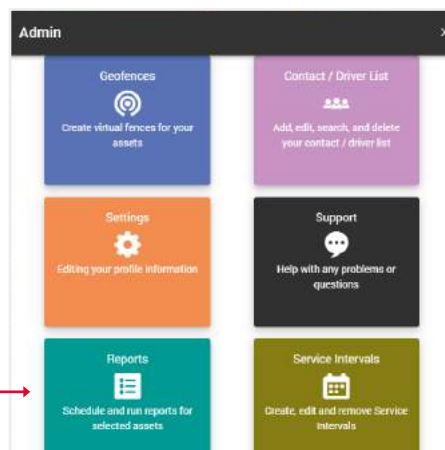 Admin
Geofences
Create virtual fences for your
assets
Contact / Driver List
Add, edit, search, and delete
your contact / driver list
Settings
Editing your profile information
Support
Help with any problems or
questions
Reports
Schedule and run reports for
selected assets
Service Intervals
Create, edit and remove Service
Intervals